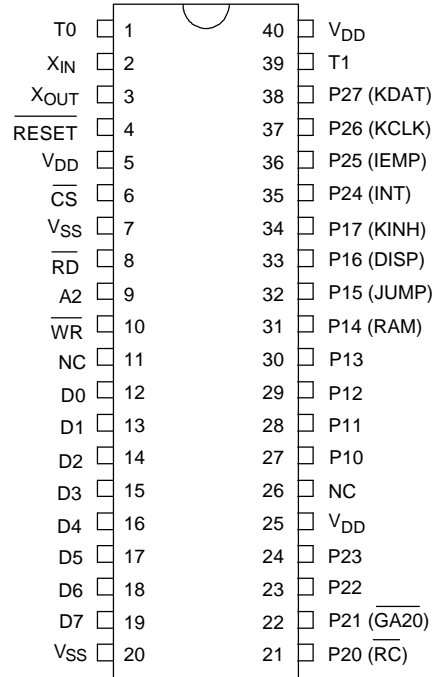 T0 1 40 VDD
XIN 2 39 T1
XOUT 3 38 P27 (KDAT)
RESET 4 37 P26 (KCLK)
VDD 5 36 P25 (IEMP)
CS 6 35 P24 (INT)
VSS 7 34 P17 (KINH)
RD 8 33 P16 (DISP)
A2 9 32 P15 (JUMP)
WR 10 31 P14 (RAM)
NC 11 30 P13
D0 12 29 P12
D1 13 28 P11
D2 14 27 P10
D3 15 26 NC
D4 16 25 VDD
D5 17 24 P23
D6 18 23 P22
D7 19 22 P21 (GA20)
VSS 20 21 P20 (RC)